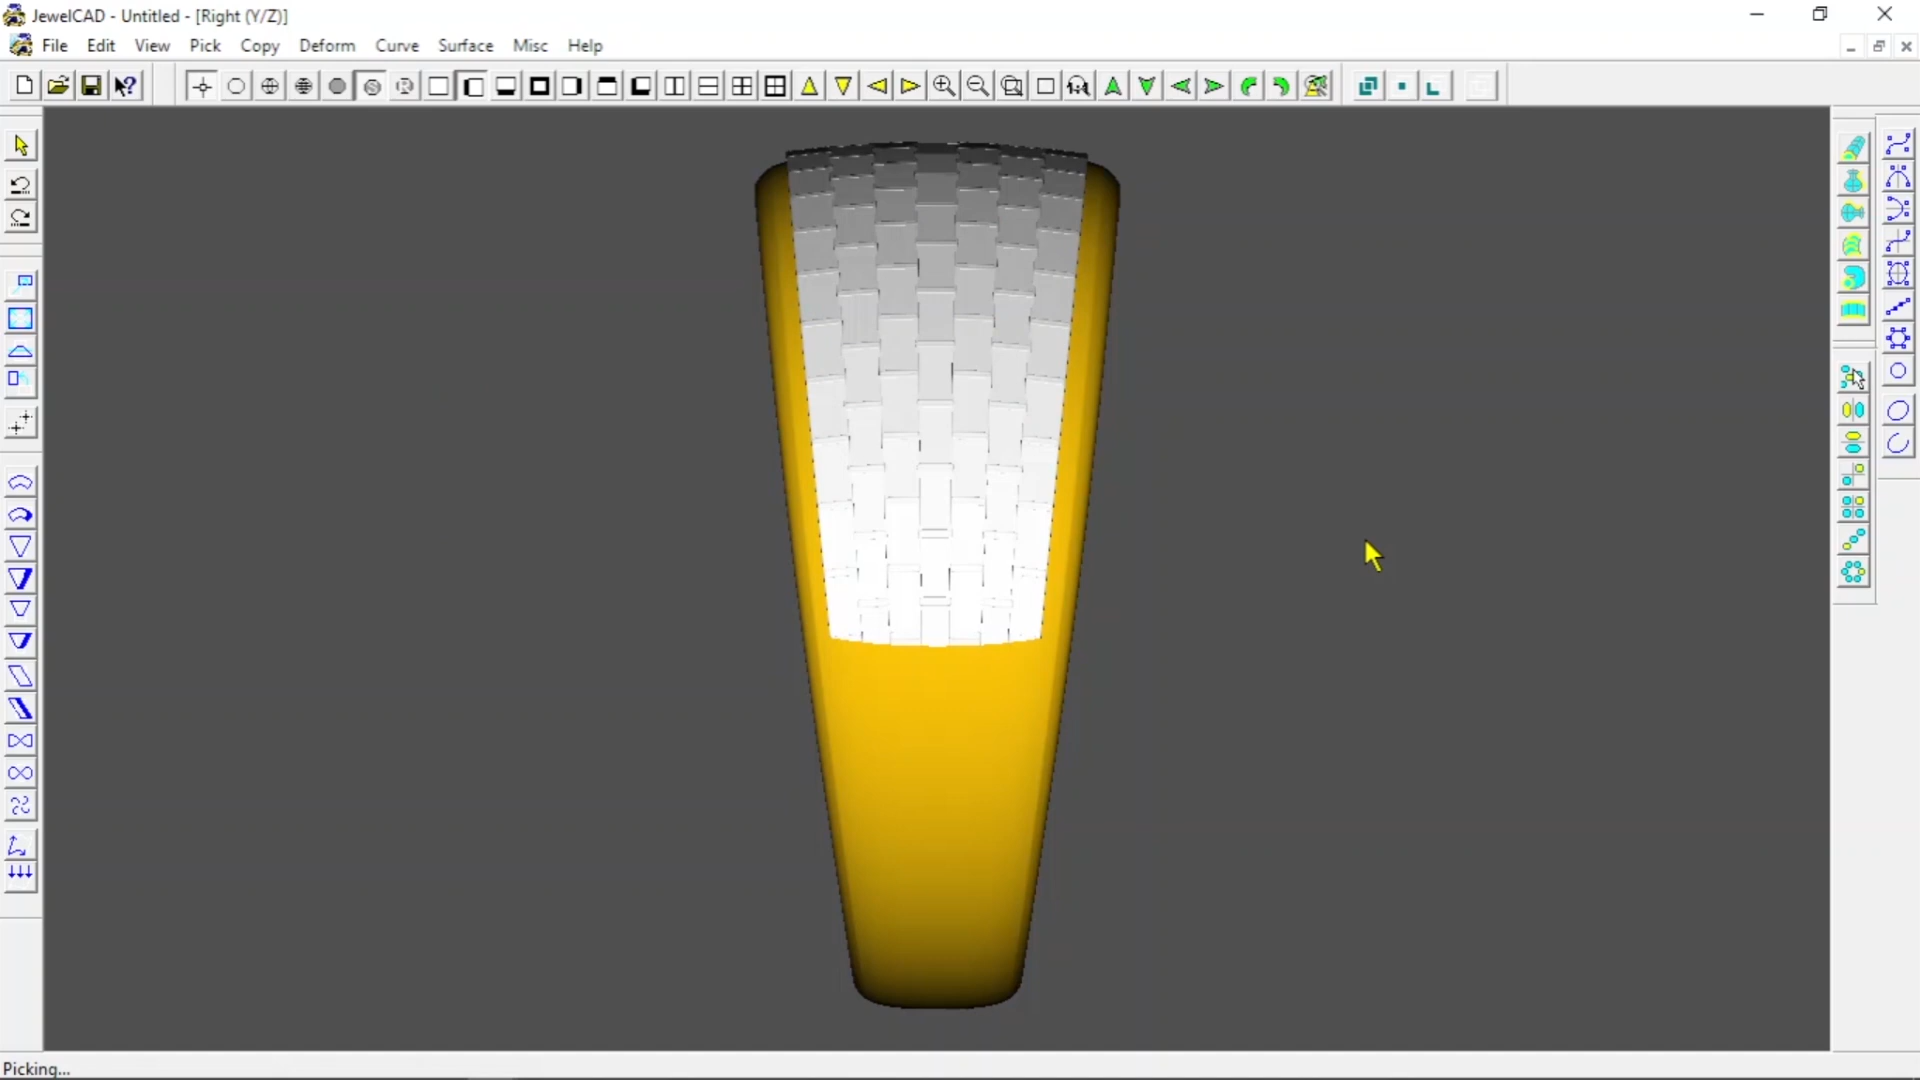 JewelCAD - Untitled - [Right (Y/Z)]
File Edit View Pick Copy Deform Curve Surface Misc Help
Picking...